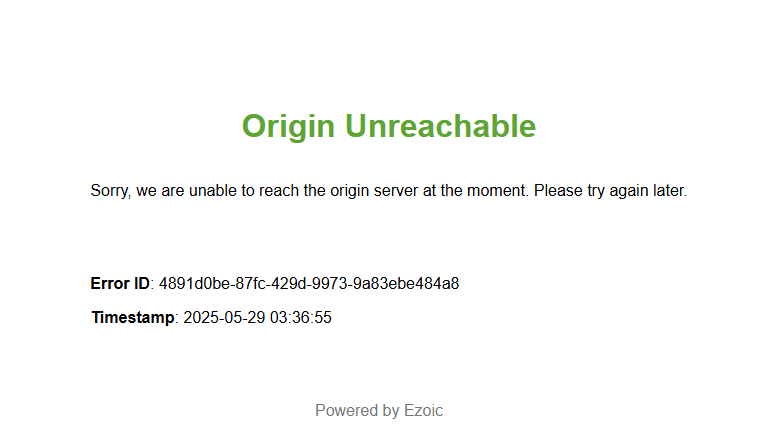 Origin Unreachable
Sorry, we are unable to reach the origin server at the moment. Please try again later.
Error ID: 4891d0be-87fc-429d-9973-9a83ebe484a8
Timestamp: 2025-05-29 03:36:55
Powered by Ezoic